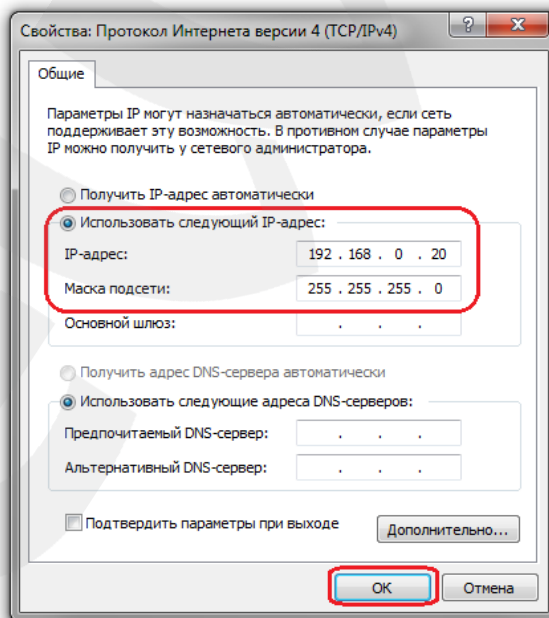 Свойства: Протокол Интернета версии 4 (TCP/IPv4)
Общие
Параметры IP могут назначаться автоматически, если сеть
поддерживает эту возможность. В противном случае параметры
IP можно получить у сетевого администратора.
Получить IP-адрес автоматически
Использовать следующий IP-адрес:
IP-адрес: 192 . 168 . 0 . 20
Маска подсети: 255 . 255 . 255 . 0
Основной шлюз: . . .
Получить адрес DNS-сервера автоматически
Использовать следующие адреса DNS-серверов:
Предпочитаемый DNS-сервер: . . .
Альтернативный DNS-сервер: . . .
Подтвердить параметры при выходе
Дополнительно...
ОК Отмена